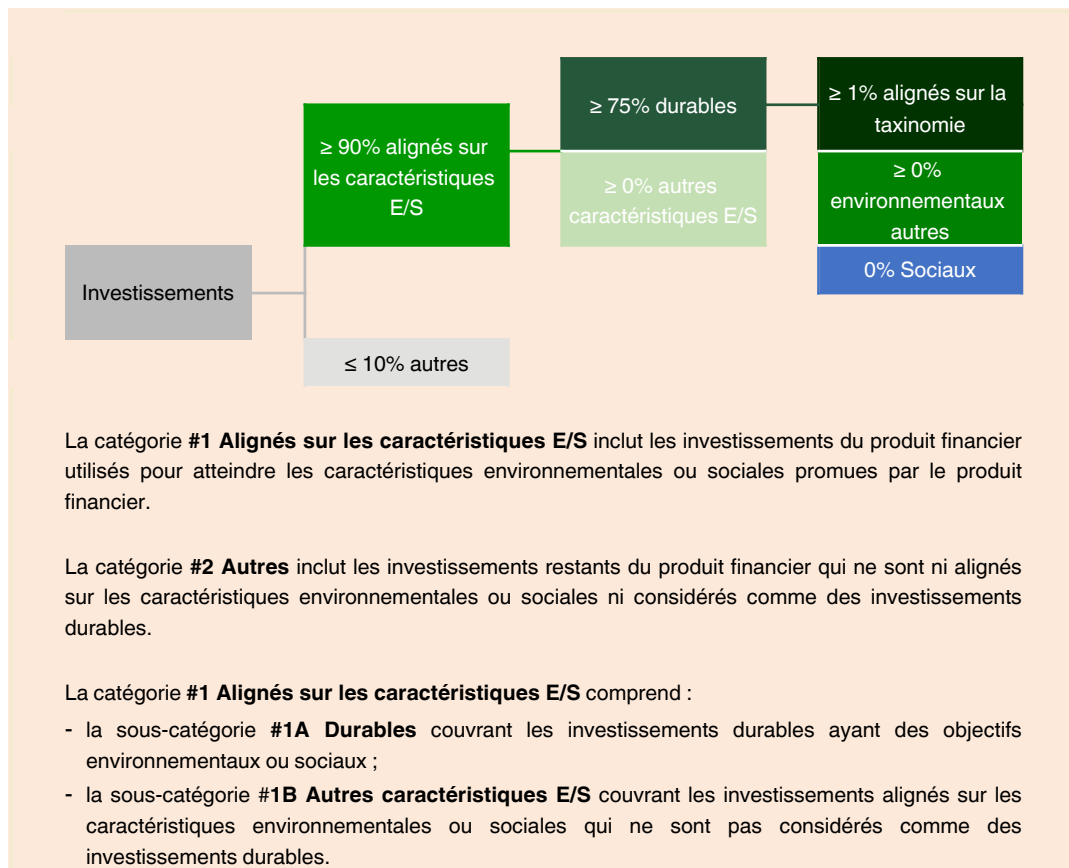 ≥ 75% durables
≥ 1% alignés sur la
taxinomie
≥ 90% alignés sur
les caractéristiques
E/S
≥ 0% autres
caractéristiques E/S
≥ 0%
environnementaux
autres
0% Sociaux
Investissements
≤ 10% autres
La catégorie #1 Alignés sur les caractéristiques E/S inclut les investissements du produit financier
utilisés pour atteindre les caractéristiques environnementales ou sociales promues par le produit
financier.
La catégorie #2 Autres inclut les investissements restants du produit financier qui ne sont ni alignés
sur les caractéristiques environnementales ou sociales ni considérés comme des investissements
durables.
La catégorie #1 Alignés sur les caractéristiques E/S comprend :
- la sous-catégorie #1A Durables couvrant les investissements durables ayant des objectifs
environnementaux ou sociaux ;
- la sous-catégorie #1B Autres caractéristiques E/S couvrant les investissements alignés sur les
caractéristiques environnementales ou sociales qui ne sont pas considérés comme des
investissements durables.